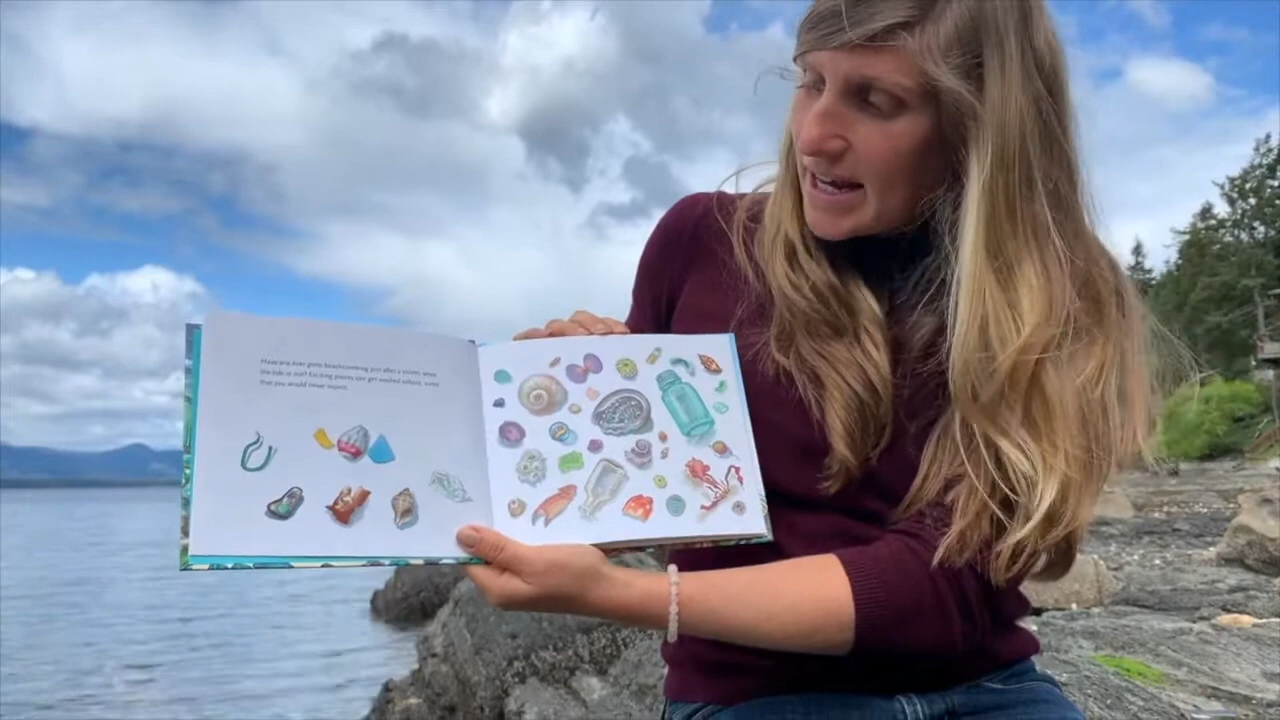 Have you ever gone beachcombing just after a storm, when
the tide is out? Exciting pieces can get washed ashore, some
that you would never expect.